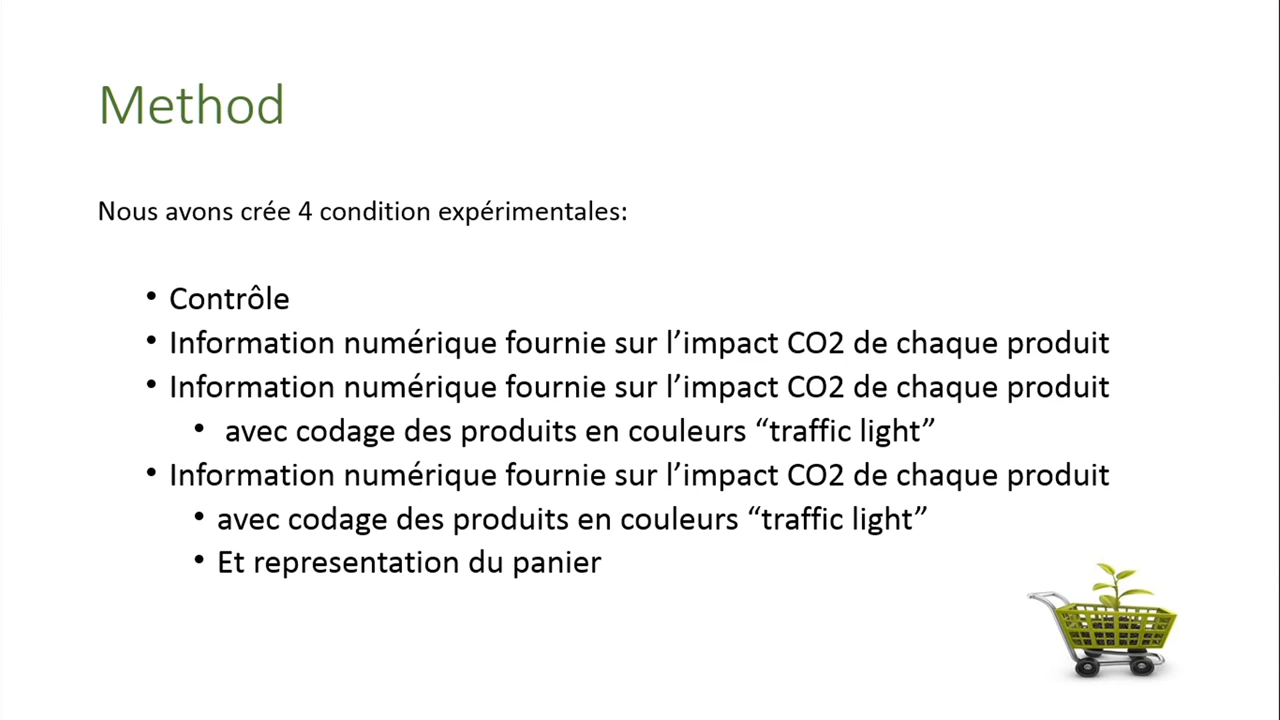 Method
Nous avons crée 4 condition expérimentales:
• Contrôle
• Information numérique fournie sur l’impact CO2 de chaque produit
• Information numérique fournie sur l’impact CO2 de chaque produit
• avec codage des produits en couleurs “traffic light”
• Information numérique fournie sur l’impact CO2 de chaque produit
• avec codage des produits en couleurs “traffic light”
• Et representation du panier